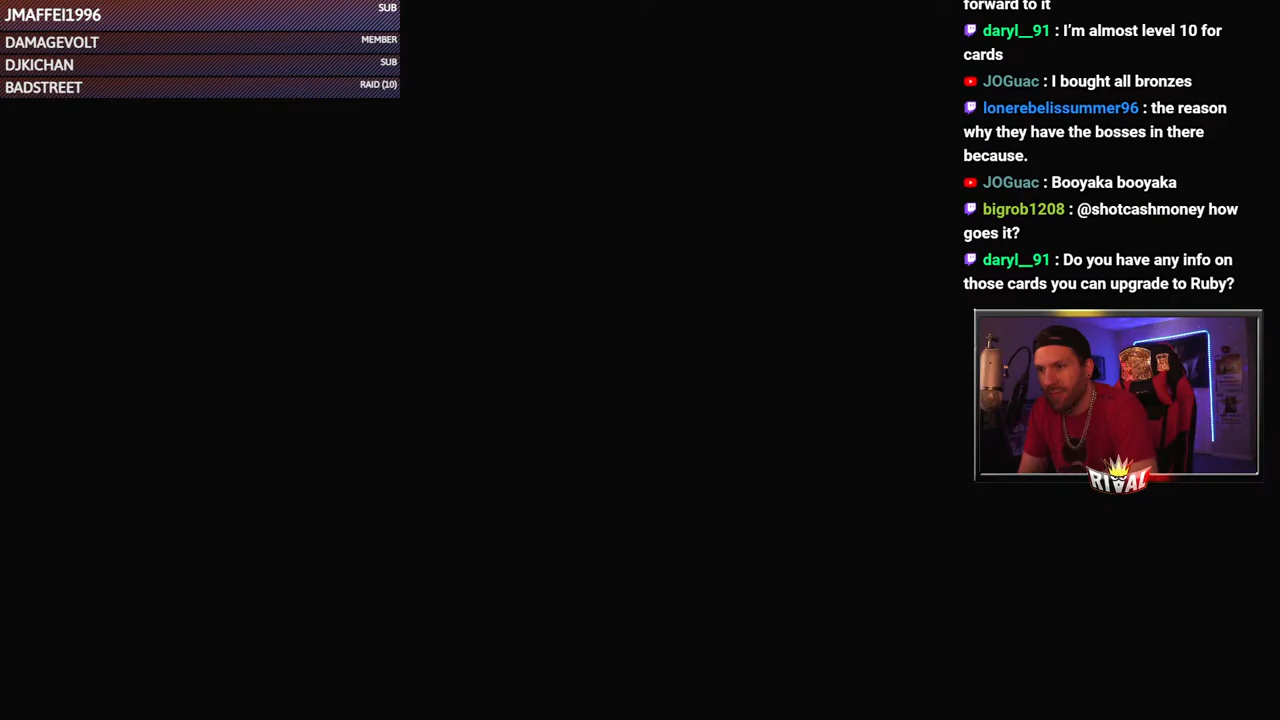 JMAFFEI1996 SUB
DAMAGEVOLT MEMBER
DJKICHAN SUB
BADSTREET RAID (10)
forward to it
daryl__91 : I’m almost level 10 for
cards
JOGuac : I bought all bronzes
lonerebelissummer96 : the reason
why they have the bosses in there
because.
JOGuac : Booyaka booyaka
bigrob1208 : @shotcashmoney how
goes it?
daryl__91 : Do you have any info on
those cards you can upgrade to Ruby?
RIVAL